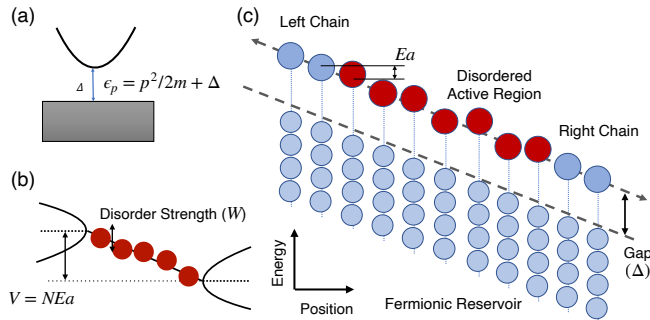 (a)
Δ
ϵₚ = p²/2m + Δ
(b)
Disorder Strength (W)
V = NEa
(c)
Left Chain
Ea
Disordered
Active Region
Right Chain
Gap
(Δ)
Energy
Position
Fermionic Reservoir